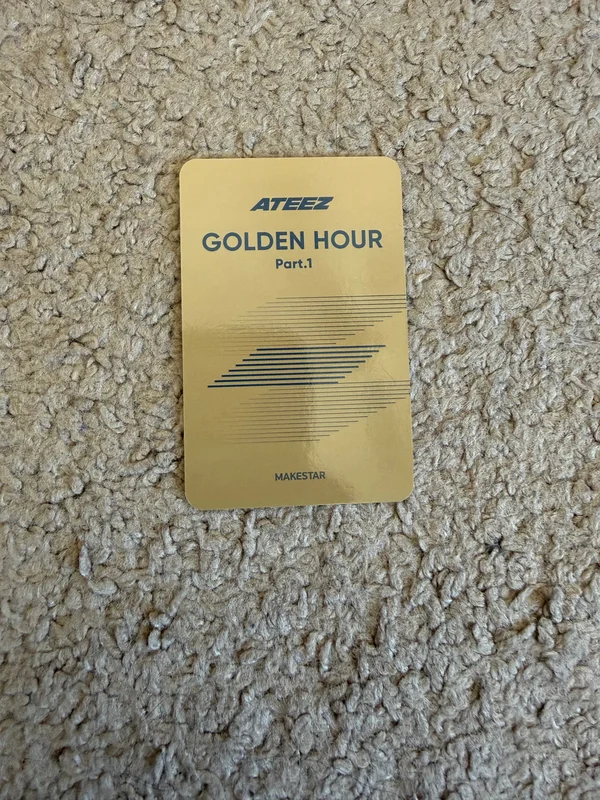 ATEEZ
GOLDEN HOUR
Part.1
MAKESTAR